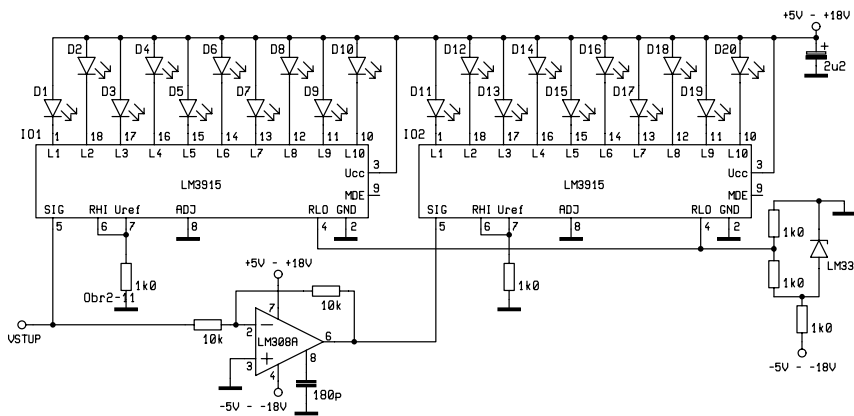 +5V - +18V
+
2u2
D2 D4 D6 D8 D10 D12 D14 D16 D18 D20
D1 D3 D5 D7 D9 D11 D13 D15 D17 D19
IO1 1 18 17 16 15 14 13 12 11 10
IO2 1 18 17 16 15 14 13 12 11 10
L1 L2 L3 L4 L5 L6 L7 L8 L9 L10
L1 L2 L3 L4 L5 L6 L7 L8 L9 L10
Ucc 3
Ucc 3
LM3915
LM3915
MDE 9
MDE 9
SIG RHI Uref ADJ RLO GND
SIG RHI Uref ADJ RLO GND
5 6 7 8 4 2
5 6 7 8 4 2
1k0
LM33
1k0
1k0
1k0
1k0
Obr2-11
+5V - +18V
10k
7
VSTUP
10k
2
LM308A
6
3
8
4
180p
-5V - -18V
-5V - -18V